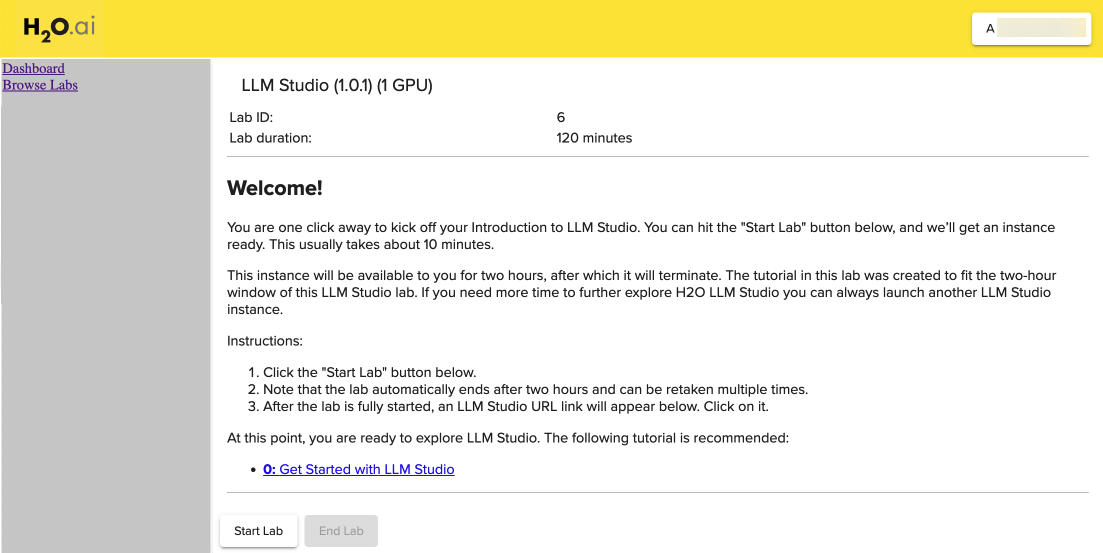 H2O.ai
A
Dashboard
Browse Labs
LLM Studio (1.0.1) (1 GPU)
Lab ID: 6
Lab duration: 120 minutes
Welcome!
You are one click away to kick off your Introduction to LLM Studio. You can hit the "Start Lab" button below, and we'll get an instance
ready. This usually takes about 10 minutes.
This instance will be available to you for two hours, after which it will terminate. The tutorial in this lab was created to fit the two-hour
window of this LLM Studio lab. If you need more time to further explore H2O LLM Studio you can always launch another LLM Studio
instance.
Instructions:
1. Click the "Start Lab" button below.
2. Note that the lab automatically ends after two hours and can be retaken multiple times.
3. After the lab is fully started, an LLM Studio URL link will appear below. Click on it.
At this point, you are ready to explore LLM Studio. The following tutorial is recommended:
• 0: Get Started with LLM Studio
Start Lab End Lab